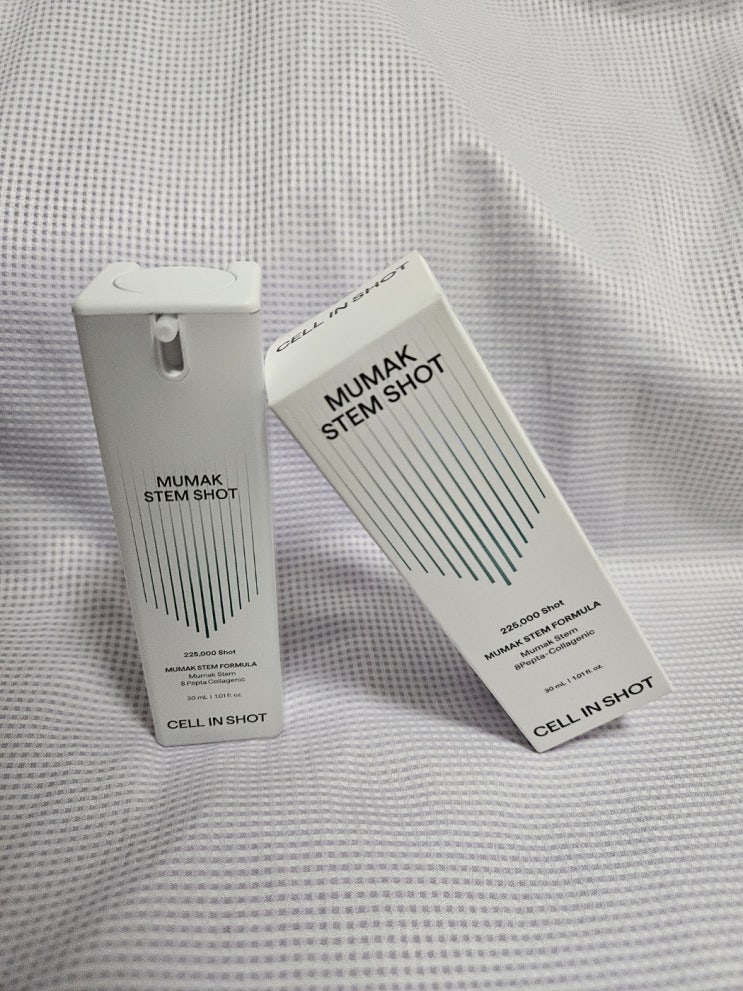 MUMAK
STEM SHOT
225,000 Shot
MUMAK STEM FORMULA
Mumak Stem
8Pepta Collagenic
30 mL | 1.01 fl. oz.
CELL IN SHOT
CELL IN SHOT
MUMAK
STEM SHOT
225,000 Shot
MUMAK STEM FORMULA
Mumak Stem
8Pepta-Collagenic
30 mL | 1.01 fl. oz.
CELL IN SHOT